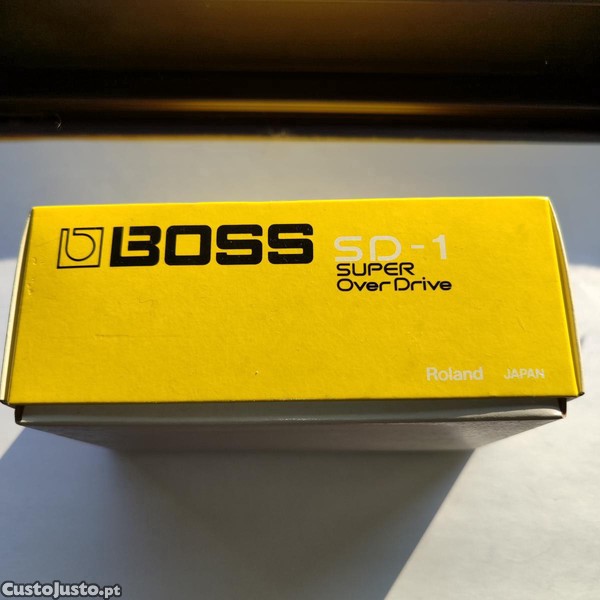 BOSS SD-1
SUPER
Over Drive
Roland JAPAN
CustoJusto.pt